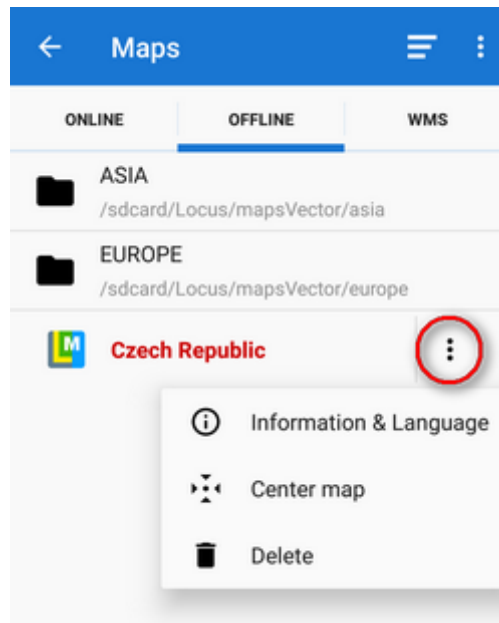 Maps
ONLINE OFFLINE WMS
ASIA
/sdcard/Locus/mapsVector/asia
EUROPE
/sdcard/Locus/mapsVector/europe
LM Czech Republic
Information & Language
Center map
Delete